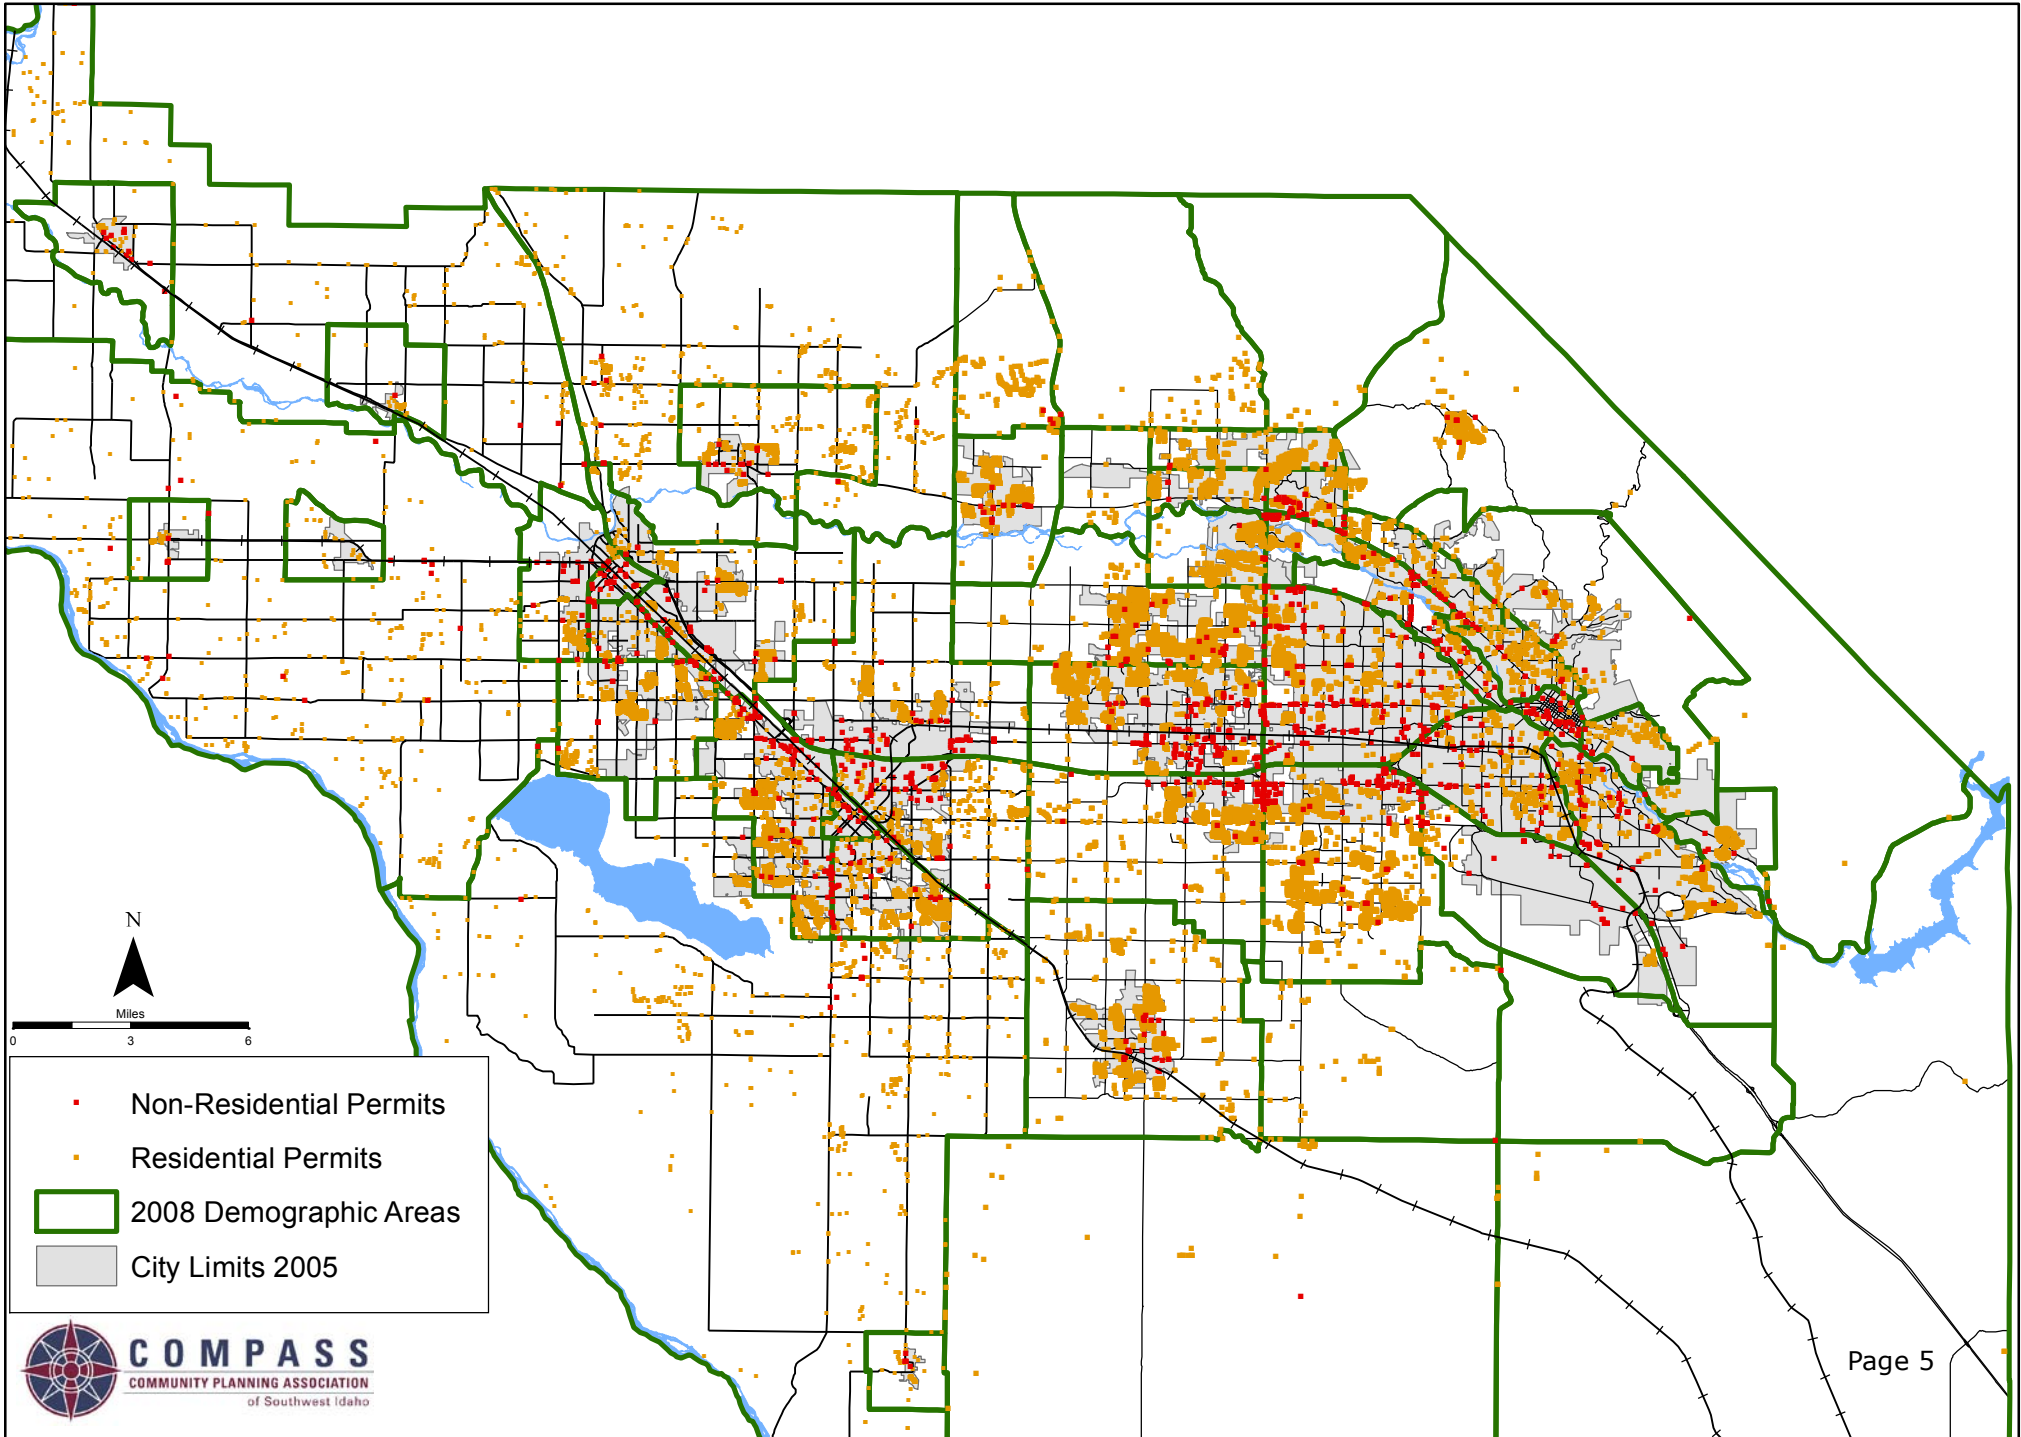 N
Miles
0 3 6
Non-Residential Permits
Residential Permits
2008 Demographic Areas
City Limits 2005
COMPASS
COMMUNITY PLANNING ASSOCIATION
of Southwest Idaho
Page 5